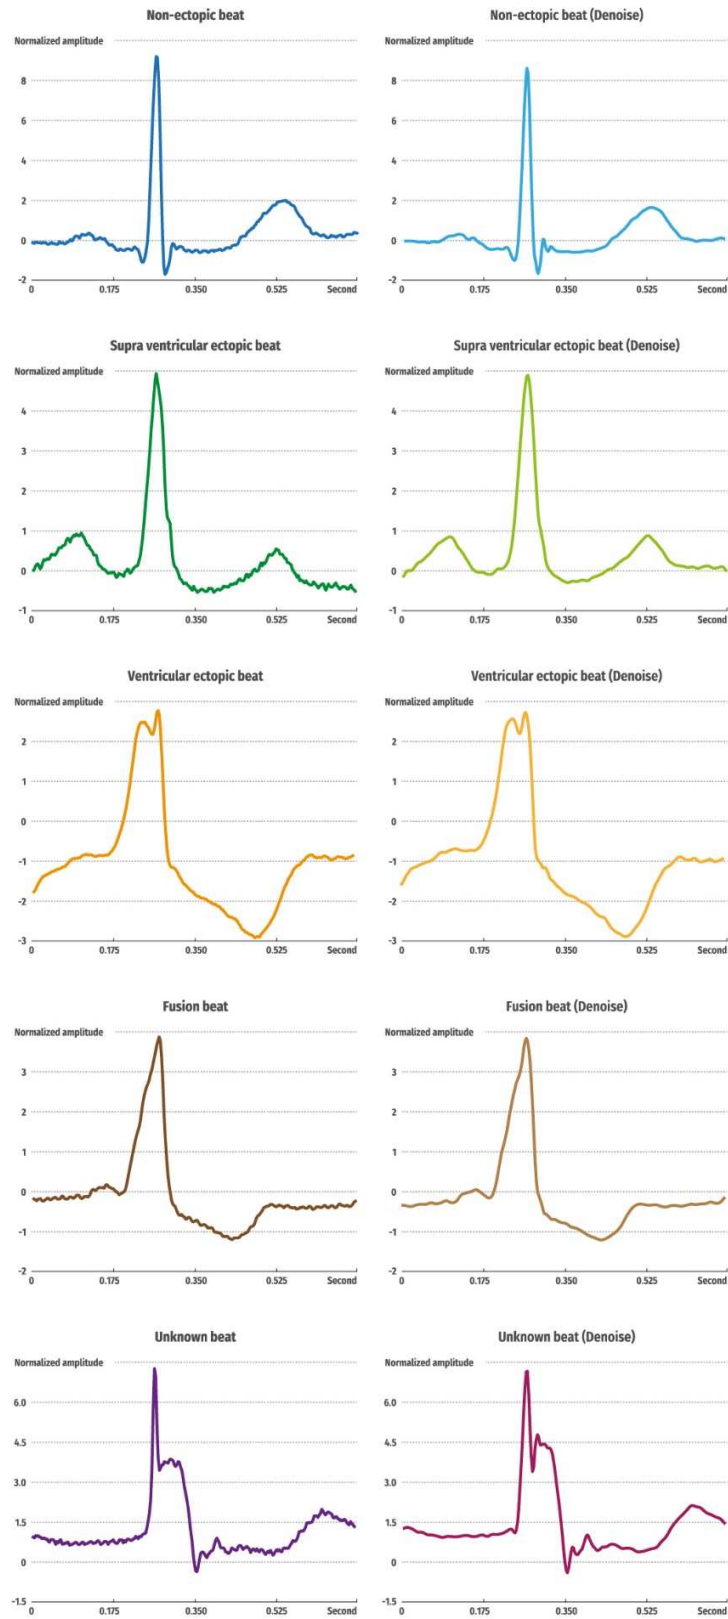 Non-ectopic beat
Normalized amplitude
8
6
4
2
0
-2
0 0.175 0.350 0.525 Second
Non-ectopic beat (Denoise)
Normalized amplitude
8
6
4
2
0
-2
0 0.175 0.350 0.525 Second
Supra ventricular ectopic beat
Normalized amplitude
4
3
2
1
0
-1
0 0.175 0.350 0.525 Second
Supra ventricular ectopic beat (Denoise)
Normalized amplitude
4
3
2
1
0
-1
0 0.175 0.350 0.525 Second
Ventricular ectopic beat
Normalized amplitude
2
1
0
-1
-2
-3
0 0.175 0.350 0.525 Second
Ventricular ectopic beat (Denoise)
Normalized amplitude
2
1
0
-1
-2
-3
0 0.175 0.350 0.525 Second
Fusion beat
Normalized amplitude
3
2
1
0
-1
-2
0 0.175 0.350 0.525 Second
Fusion beat (Denoise)
Normalized amplitude
3
2
1
0
-1
-2
0 0.175 0.350 0.525 Second
Unknown beat
Normalized amplitude
6.0
4.5
3.0
1.5
0
-1.5
0 0.175 0.350 0.525 Second
Unknown beat (Denoise)
Normalized amplitude
6.0
4.5
3.0
1.5
0
-1.5
0 0.175 0.350 0.525 Second